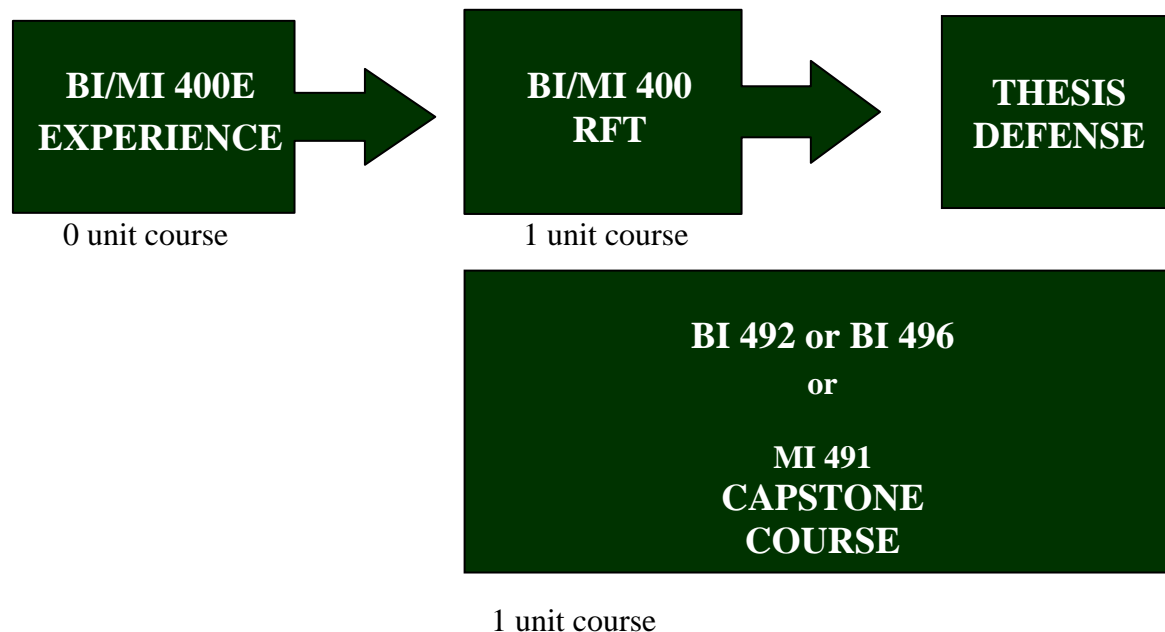 BI/MI 400E
EXPERIENCE
0 unit course
BI/MI 400
RFT
1 unit course
THESIS
DEFENSE
BI 492 or BI 496
or
MI 491
CAPSTONE
COURSE
1 unit course